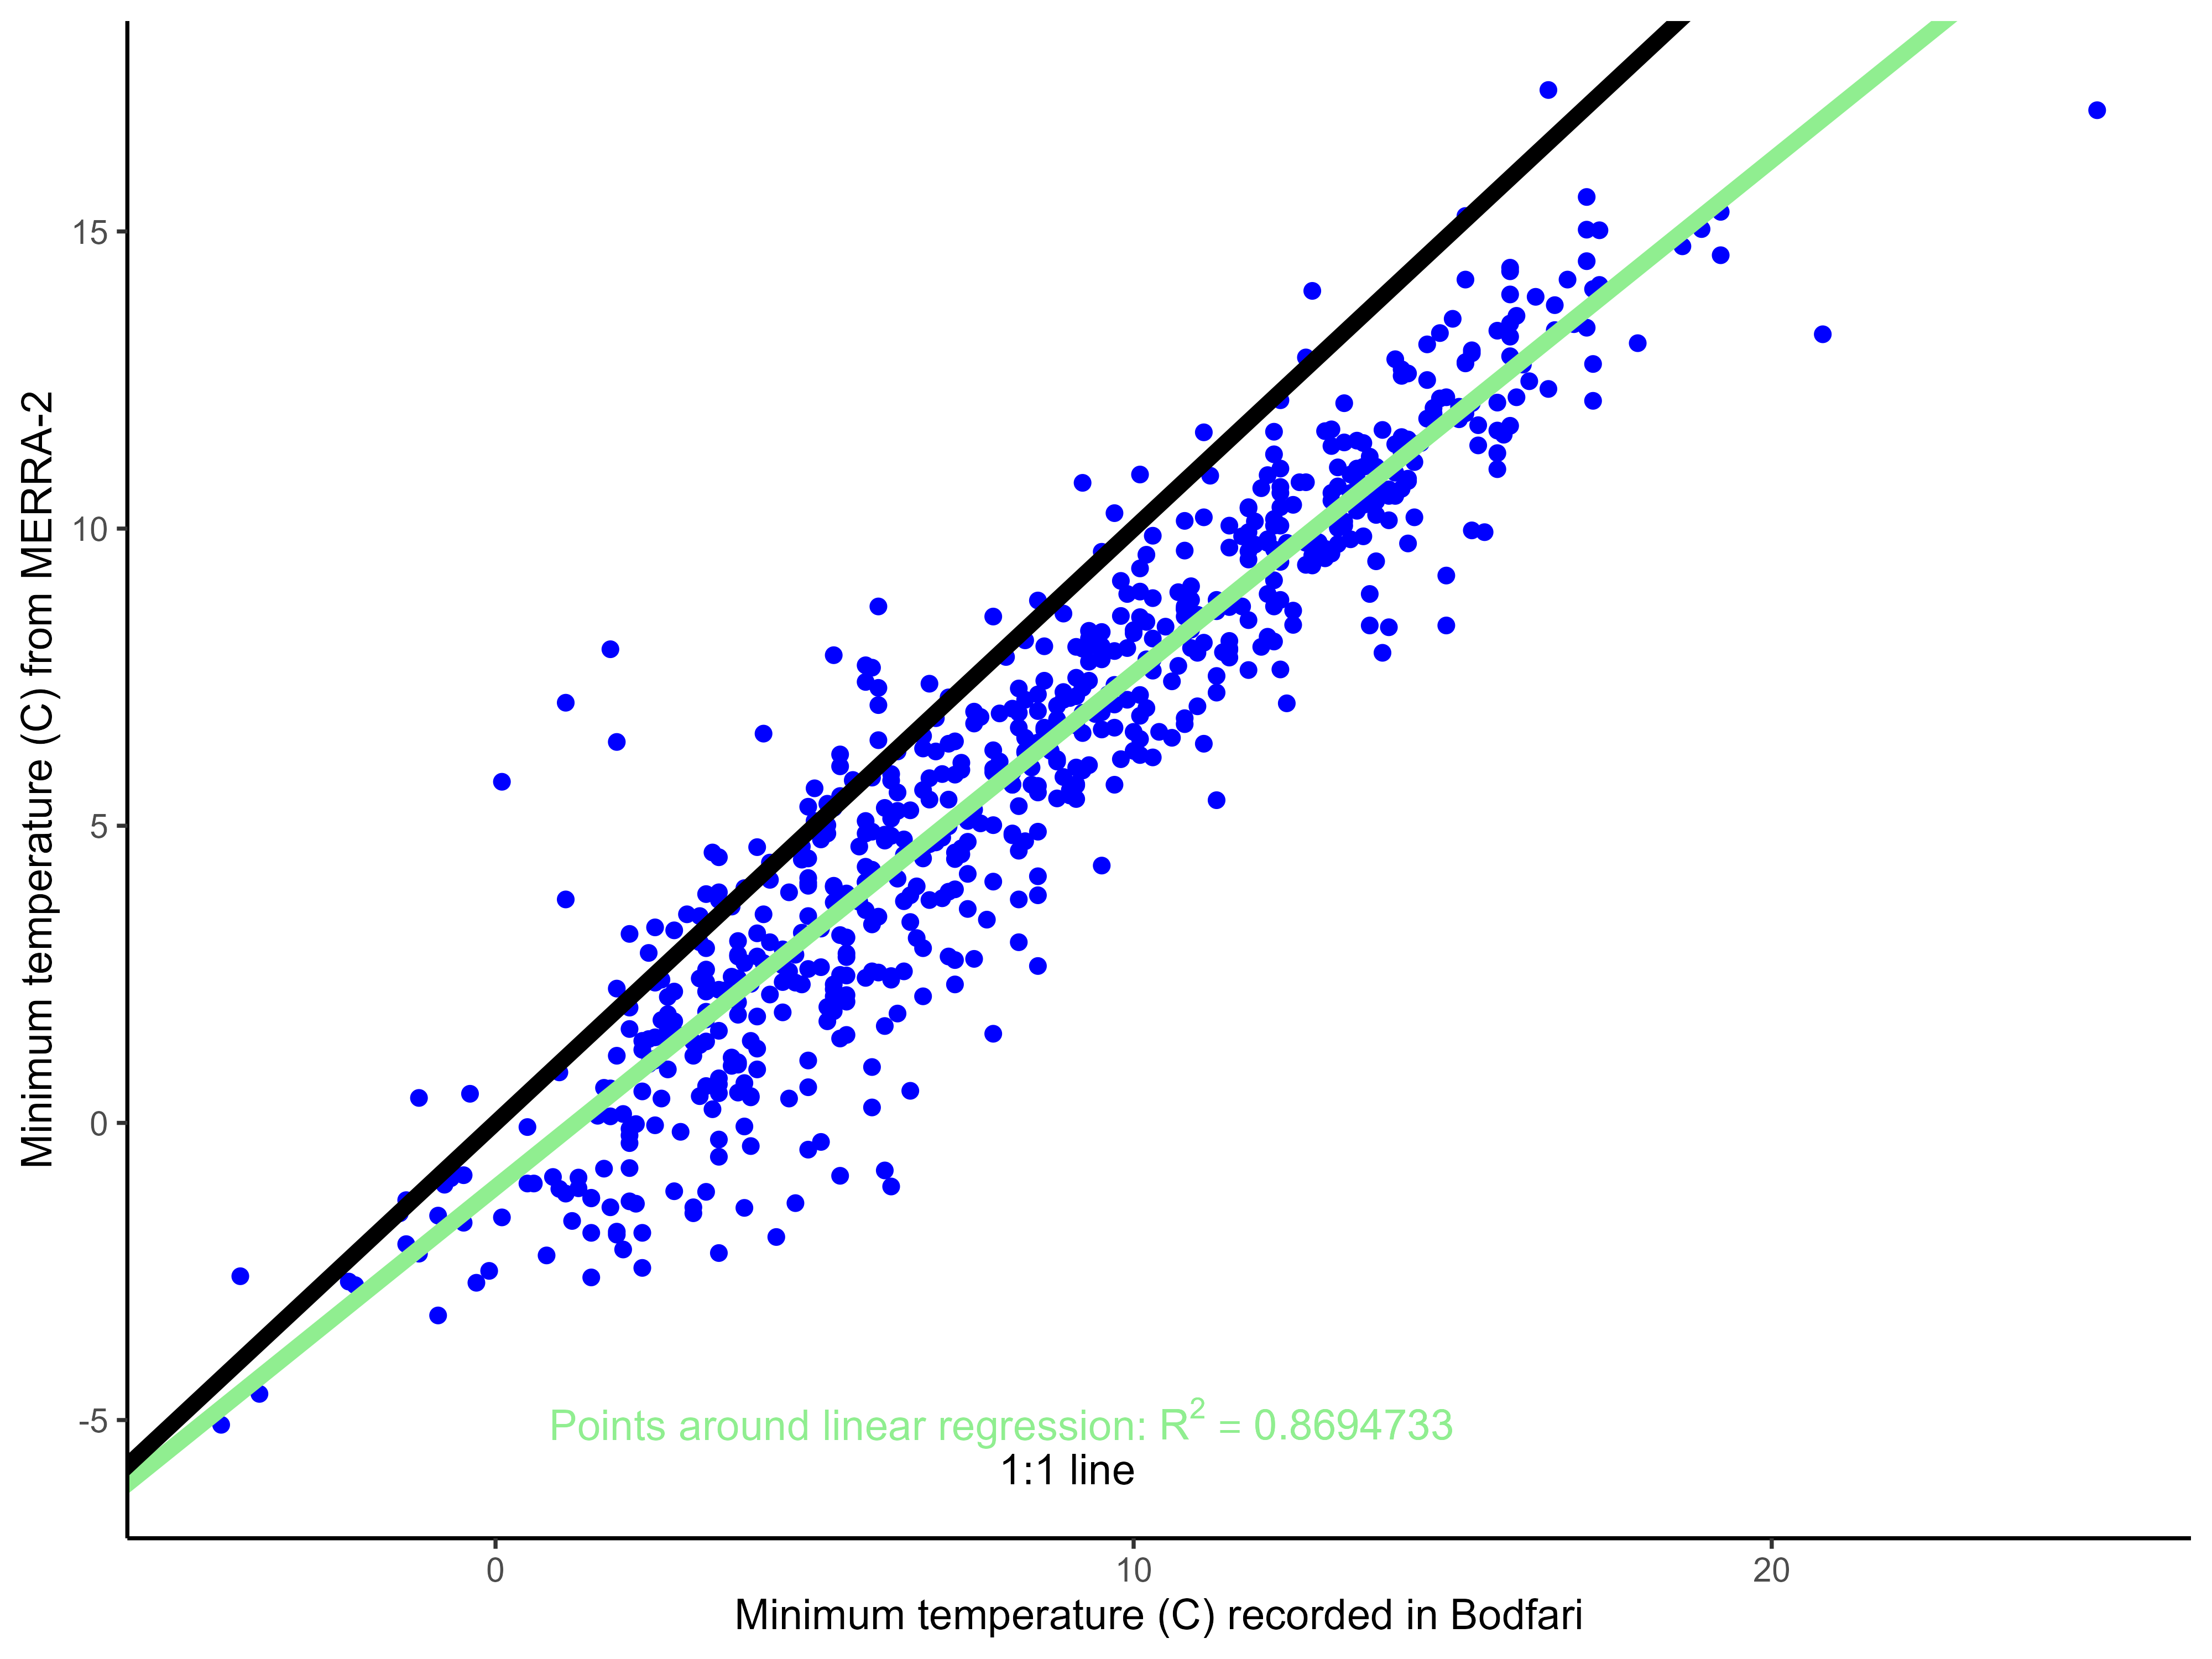 Minimum temperature (C) from MERRA-2
15
10
5
0
-5
Points around linear regression: R² = 0.8694733
1:1 line
0 10 20
Minimum temperature (C) recorded in Bodfari